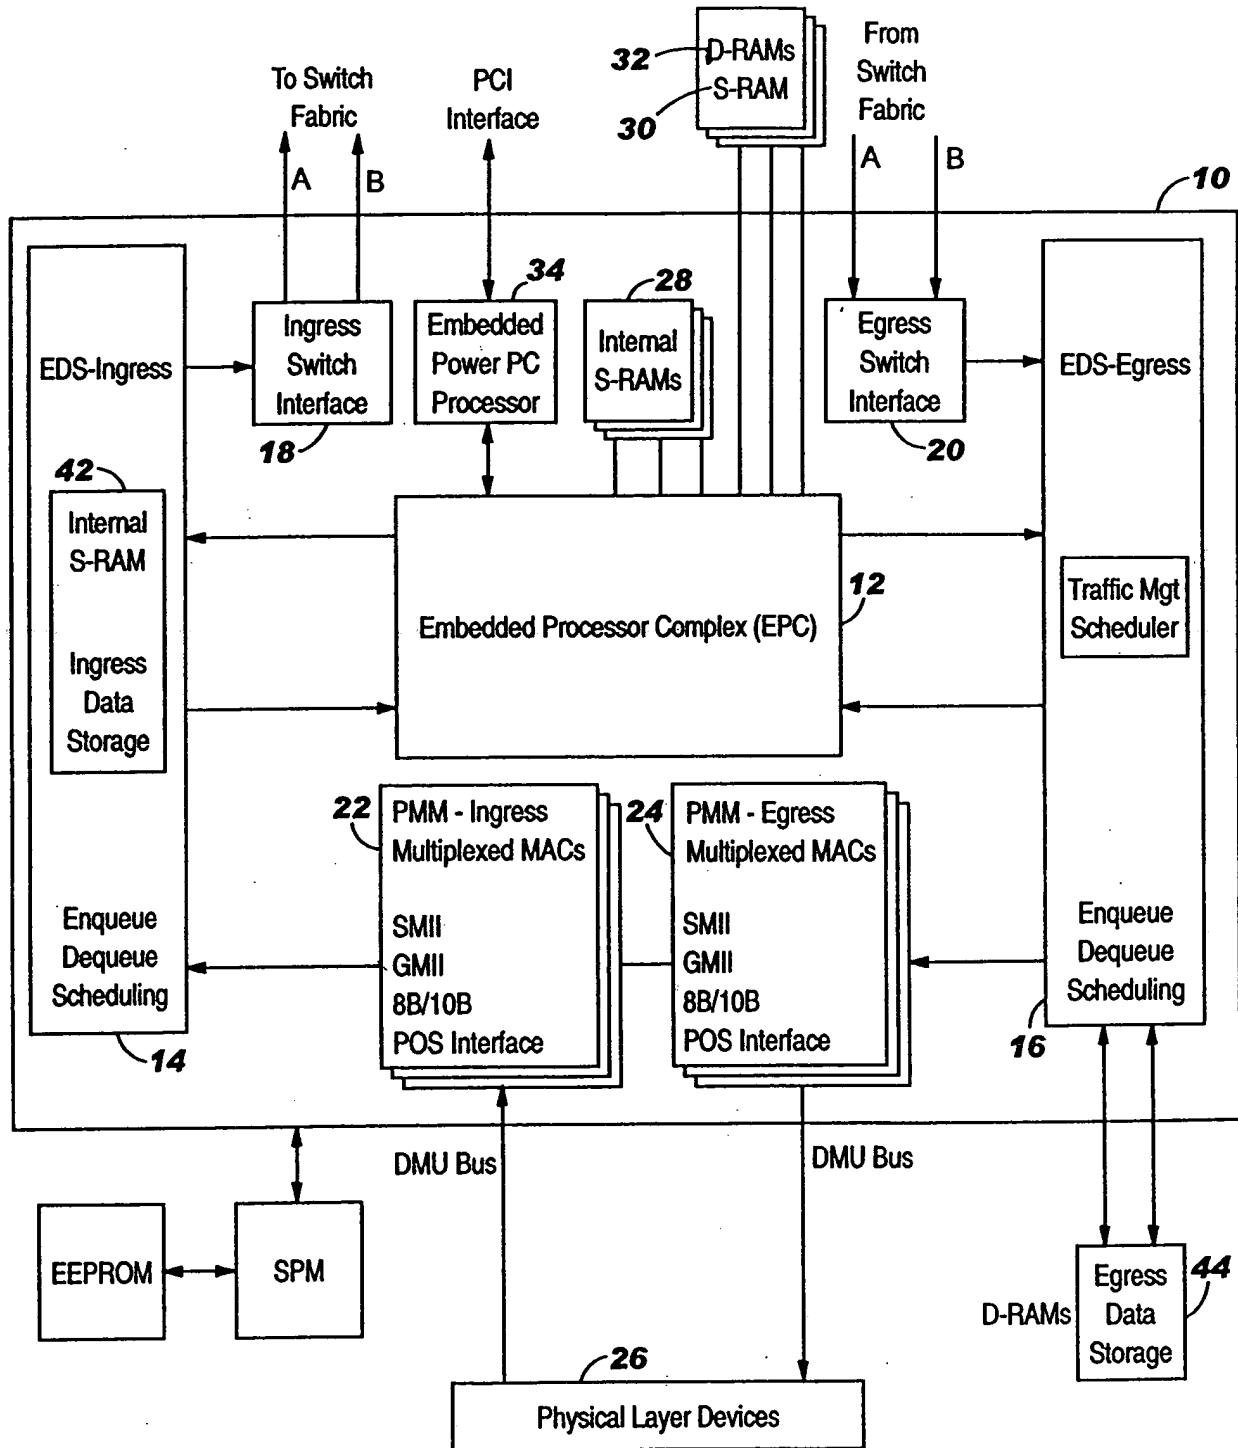 32
D-RAMs
S-RAM
30
From
Switch
Fabric
To Switch
Fabric
PCI
Interface
A
B
A
B
10
EDS-Ingress
Ingress
Switch
Interface
18
34
Embedded
Power PC
Processor
28
Internal
S-RAMs
Egress
Switch
Interface
20
EDS-Egress
42
Internal
S-RAM
Ingress
Data
Storage
Embedded Processor Complex (EPC)
12
Traffic Mgt
Scheduler
22
PMM - Ingress
Multiplexed MACs
SMII
GMII
8B/10B
POS Interface
24
PMM - Egress
Multiplexed MACs
SMII
GMII
8B/10B
POS Interface
Enqueue
Dequeue
Scheduling
14
Enqueue
Dequeue
Scheduling
16
DMU Bus
DMU Bus
EEPROM
SPM
D-RAMs
Egress
Data
Storage
44
26
Physical Layer Devices